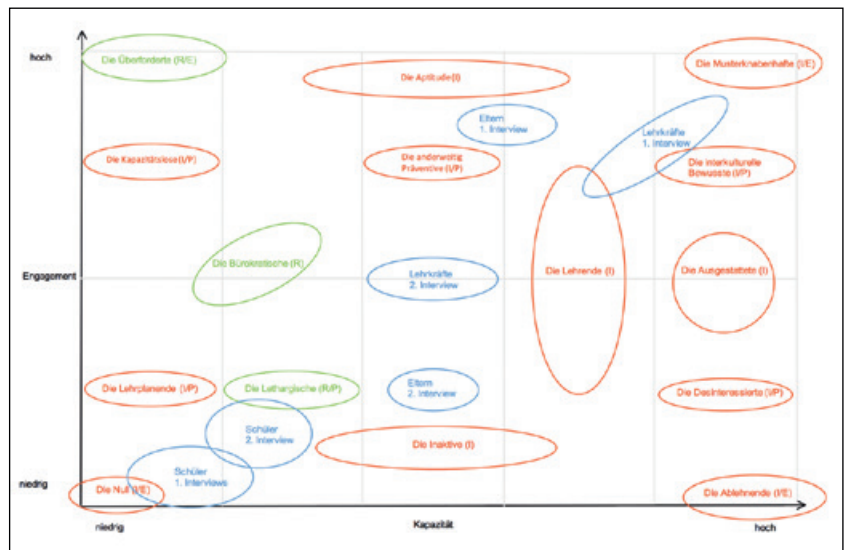 hoch
Die Überforderte (R/E)
Die Aptitude(I)
Die Musterknabenhafte (I/E)
Eltern
1. Interview
Lehrkräfte
1. Interview
Die Kapazitätslose(I/P)
Die anderweitig
Präventive (I/P)
Die Interkulturelle
Bewusste (I/P)
Die Bürokratische (R)
Engagement
Lehrkräfte
2. Interview
Die Lehrende (I)
Die Ausgestattete (I)
Die Lehrplanende (I/P)
Die Lethargische (R/P)
Eltern
2. Interview
Die Desinteressierte (I/P)
Schüler
2. Interview
Die Inaktive (I)
Schüler
1. Interviews
niedrig
Die Null (I/E)
Die Ablehnende (I/E)
niedrig
Kapazität
hoch